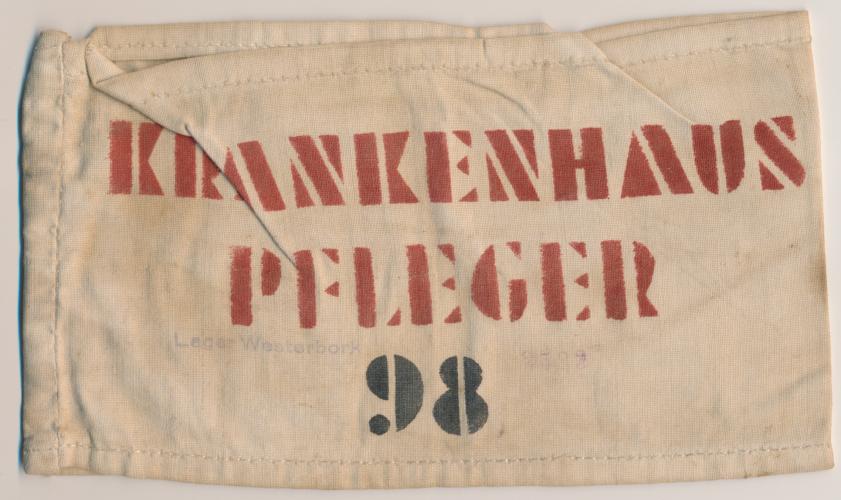 KRANKENHAUS
PFLEGER
Lager Westerbork
98